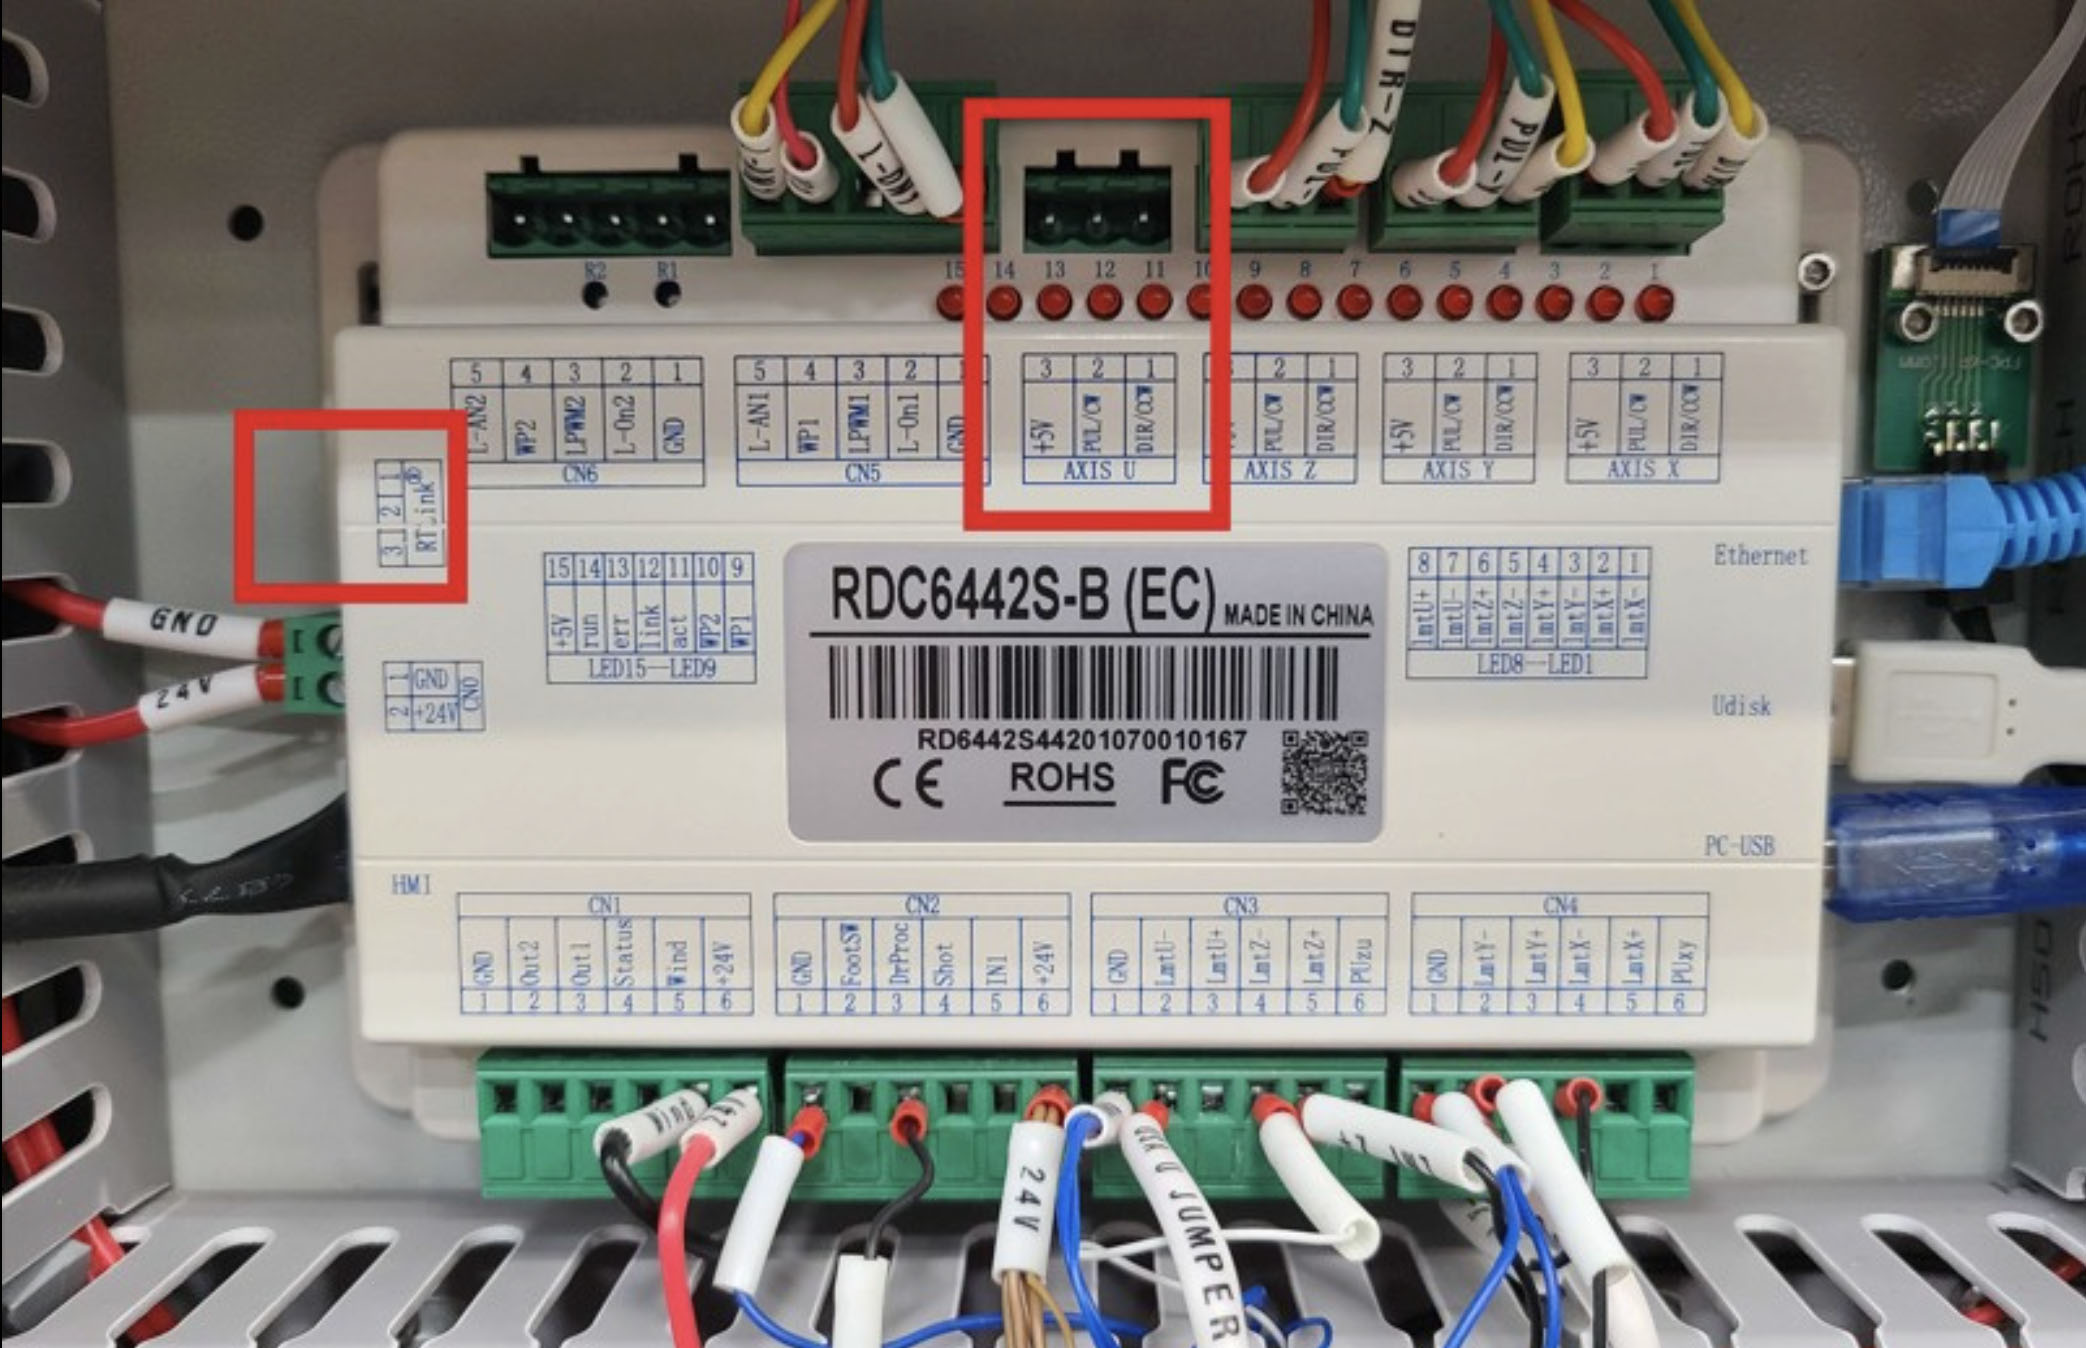 DIR-Z
PUL-Y
R2 R1 15 14 13 12 11 10 9 8 7 6 5 4 3 2 1
5 4 3 2 1
L-AN2 WP2 LPWM2 L-On2 GND
CN6
5 4 3 2 1
L-AN1 WP1 LPWM1 L-On1 GND
CN5
3 2 1
+5V PUL/CW DIR/CCW
AXIS U
3 2 1
PUL/CW DIR/CCW
AXIS Z
3 2 1
+5V PUL/CW DIR/CCW
AXIS Y
3 2 1
+5V PUL/CW DIR/CCW
AXIS X
3 2 1
GND
24V
1 GND
2 +24V
CN0
15 14 13 12 11 10 9
+5V run err link act WP2 WP1
LED15—LED9
RDC6442S-B (EC) MADE IN CHINA
RD6442S44201070010167
CE ROHS FC
8 7 6 5 4 3 2 1
lmtU+ lmtU- lmtZ+ lmtZ- lmtY+ lmtY- lmtX+ lmtX-
LED8—LED1
Ethernet
Udisk
PC-USB
HMI
CN1
GND Out2 Out1 Status Wind +24V
1 2 3 4 5 6
CN2
GND FootSW DrProc Shot IN1 +24V
1 2 3 4 5 6
CN3
GND LmtU- LmtU+ LmtZ- LmtZ+ PUzu
1 2 3 4 5 6
CN4
GND LmtY- LmtY+ LmtX- LmtX+ PUxy
1 2 3 4 5 6
Wind
24V
U JUMPER